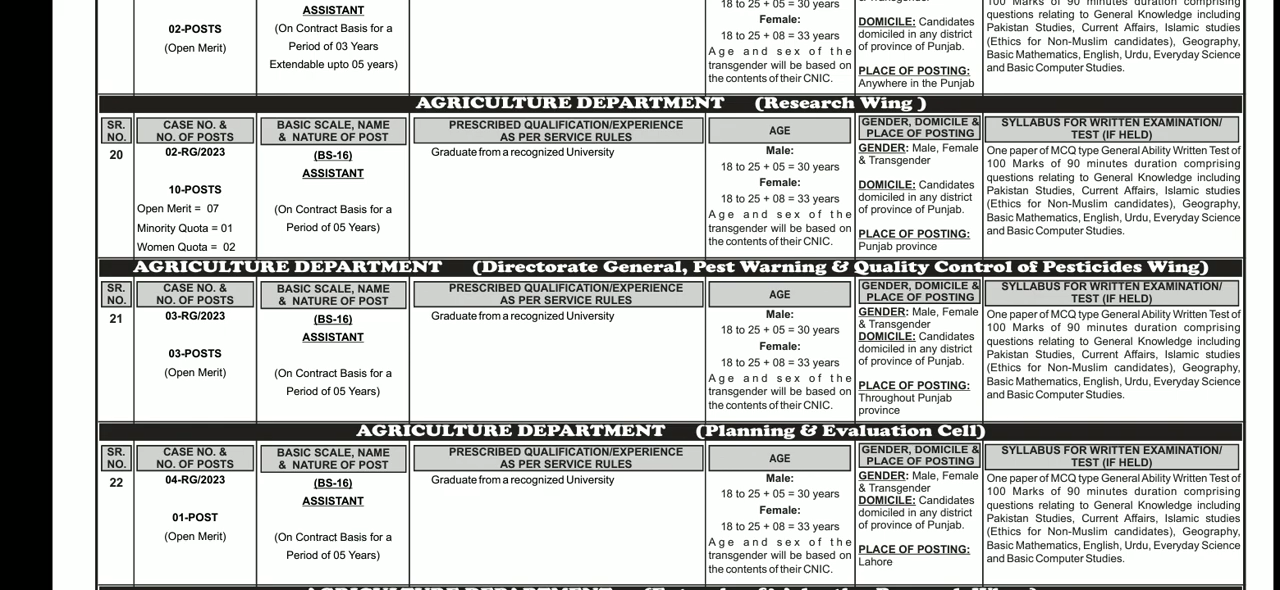 02-POSTS
(Open Merit)
ASSISTANT
(On Contract Basis for a
Period of 03 Years
Extendable upto 05 years)
18 to 25 + 05 = 30 years
Female:
18 to 25 + 08 = 33 years
Age and sex of the
transgender will be based on
the contents of their CNIC.
DOMICILE: Candidates
domiciled in any district
of province of Punjab.
PLACE OF POSTING:
Anywhere in the Punjab
100 Marks of 90 minutes duration comprising
questions relating to General Knowledge including
Pakistan Studies, Current Affairs, Islamic studies
(Ethics for Non-Muslim candidates), Geography,
Basic Mathematics, English, Urdu, Everyday Science
and Basic Computer Studies.
AGRICULTURE DEPARTMENT (Research Wing )
SR.
NO.
CASE NO. &
NO. OF POSTS
BASIC SCALE, NAME
& NATURE OF POST
PRESCRIBED QUALIFICATION/EXPERIENCE
AS PER SERVICE RULES
AGE
GENDER, DOMICILE &
PLACE OF POSTING
SYLLABUS FOR WRITTEN EXAMINATION/
TEST (IF HELD)
20
02-RG/2023
10-POSTS
Open Merit = 07
Minority Quota = 01
Women Quota = 02
(BS-16)
ASSISTANT
(On Contract Basis for a
Period of 05 Years)
Graduate from a recognized University
Male:
18 to 25 + 05 = 30 years
Female:
18 to 25 + 08 = 33 years
Age and sex of the
transgender will be based on
the contents of their CNIC.
GENDER: Male, Female
& Transgender
DOMICILE: Candidates
domiciled in any district
of province of Punjab.
PLACE OF POSTING:
Punjab province
One paper of MCQ type General Ability Written Test of
100 Marks of 90 minutes duration comprising
questions relating to General Knowledge including
Pakistan Studies, Current Affairs, Islamic studies
(Ethics for Non-Muslim candidates), Geography,
Basic Mathematics, English, Urdu, Everyday Science
and Basic Computer Studies.
AGRICULTURE DEPARTMENT (Directorate General, Pest Warning & Quality Control of Pesticides Wing)
SR.
NO.
CASE NO. &
NO. OF POSTS
BASIC SCALE, NAME
& NATURE OF POST
PRESCRIBED QUALIFICATION/EXPERIENCE
AS PER SERVICE RULES
AGE
GENDER, DOMICILE &
PLACE OF POSTING
SYLLABUS FOR WRITTEN EXAMINATION/
TEST (IF HELD)
21
03-RG/2023
03-POSTS
(Open Merit)
(BS-16)
ASSISTANT
(On Contract Basis for a
Period of 05 Years)
Graduate from a recognized University
Male:
18 to 25 + 05 = 30 years
Female:
18 to 25 + 08 = 33 years
Age and sex of the
transgender will be based on
the contents of their CNIC.
GENDER: Male, Female
& Transgender
DOMICILE: Candidates
domiciled in any district
of province of Punjab.
PLACE OF POSTING:
Throughout Punjab
province
One paper of MCQ type General Ability Written Test of
100 Marks of 90 minutes duration comprising
questions relating to General Knowledge including
Pakistan Studies, Current Affairs, Islamic studies
(Ethics for Non-Muslim candidates), Geography,
Basic Mathematics, English, Urdu, Everyday Science
and Basic Computer Studies.
AGRICULTURE DEPARTMENT (Planning & Evaluation Cell)
SR.
NO.
CASE NO. &
NO. OF POSTS
BASIC SCALE, NAME
& NATURE OF POST
PRESCRIBED QUALIFICATION/EXPERIENCE
AS PER SERVICE RULES
AGE
GENDER, DOMICILE &
PLACE OF POSTING
SYLLABUS FOR WRITTEN EXAMINATION/
TEST (IF HELD)
22
04-RG/2023
01-POST
(Open Merit)
(BS-16)
ASSISTANT
(On Contract Basis for a
Period of 05 Years)
Graduate from a recognized University
Male:
18 to 25 + 05 = 30 years
Female:
18 to 25 + 08 = 33 years
Age and sex of the
transgender will be based on
the contents of their CNIC.
GENDER: Male, Female
& Transgender
DOMICILE: Candidates
domiciled in any district
of province of Punjab.
PLACE OF POSTING:
Lahore
One paper of MCQ type General Ability Written Test of
100 Marks of 90 minutes duration comprising
questions relating to General Knowledge including
Pakistan Studies, Current Affairs, Islamic studies
(Ethics for Non-Muslim candidates), Geography,
Basic Mathematics, English, Urdu, Everyday Science
and Basic Computer Studies.